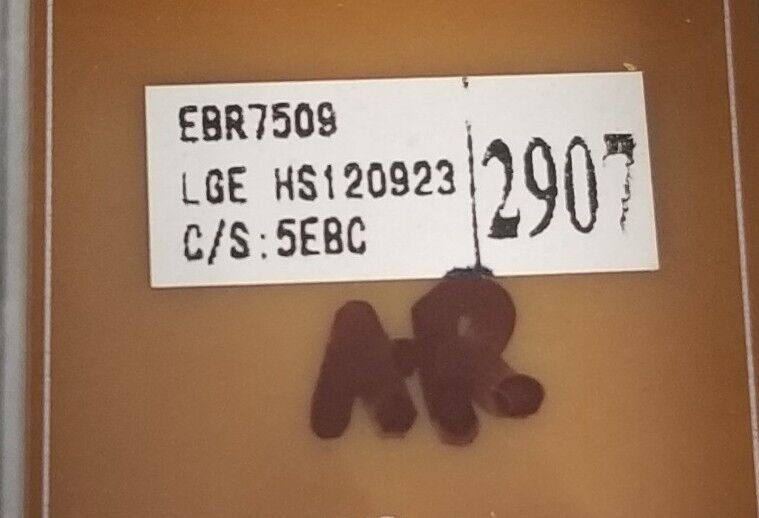 EBR7509
LGE HS120923
C/S:5EBC
2907
AR